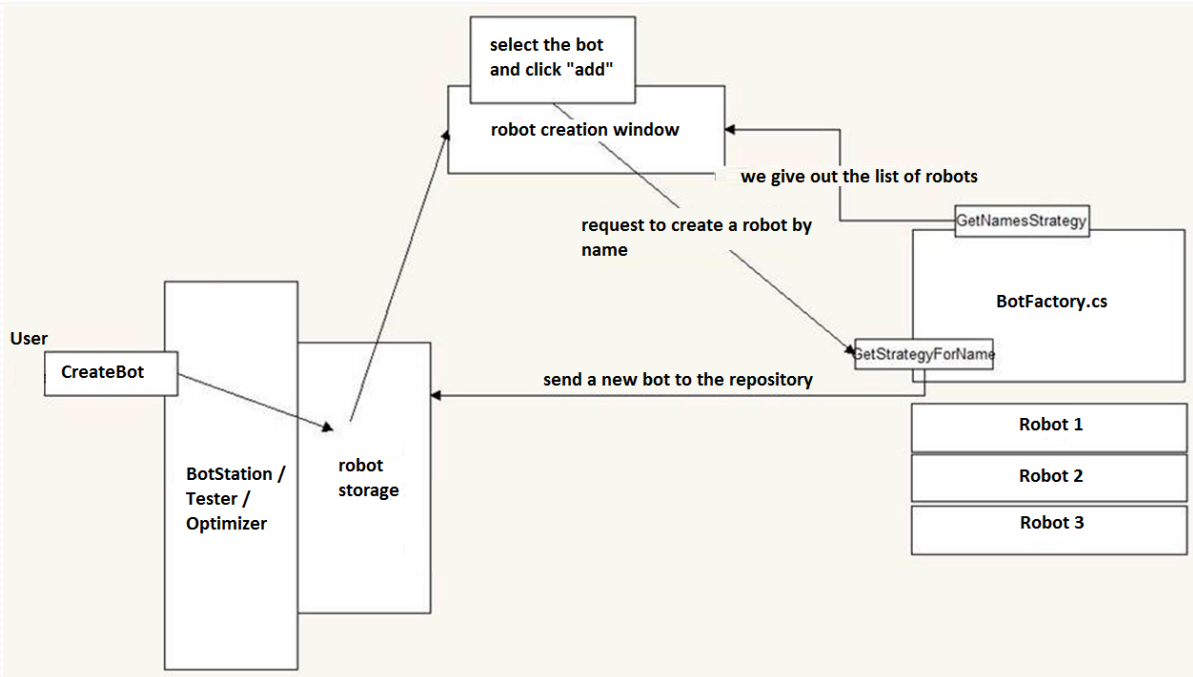 select the bot
and click "add"
robot creation window
we give out the list of robots
GetNamesStrategy
request to create a robot by
name
BotFactory.cs
User
GetStrategyForName
CreateBot
send a new bot to the repository
Robot 1
BotStation /
Tester /
Optimizer
robot
storage
Robot 2
Robot 3